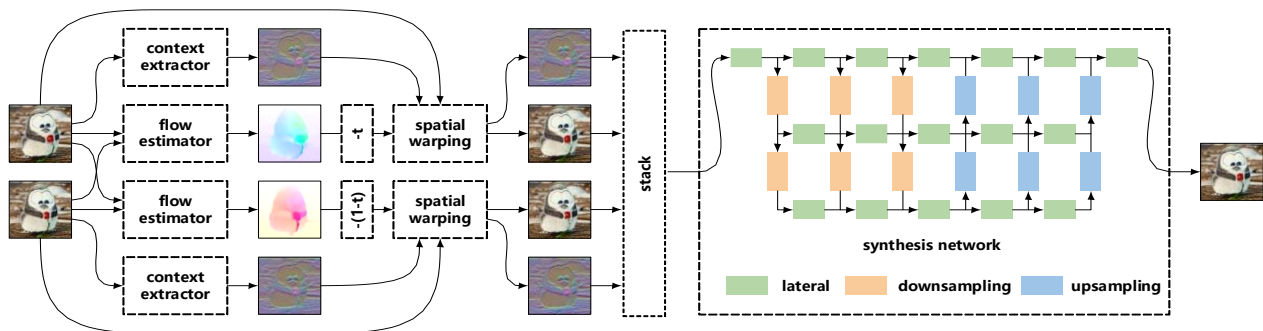 context
extractor
flow
estimator
-t
spatial
warping
flow
estimator
-(1-t)
spatial
warping
context
extractor
stack
synthesis network
lateral
downsampling
upsampling